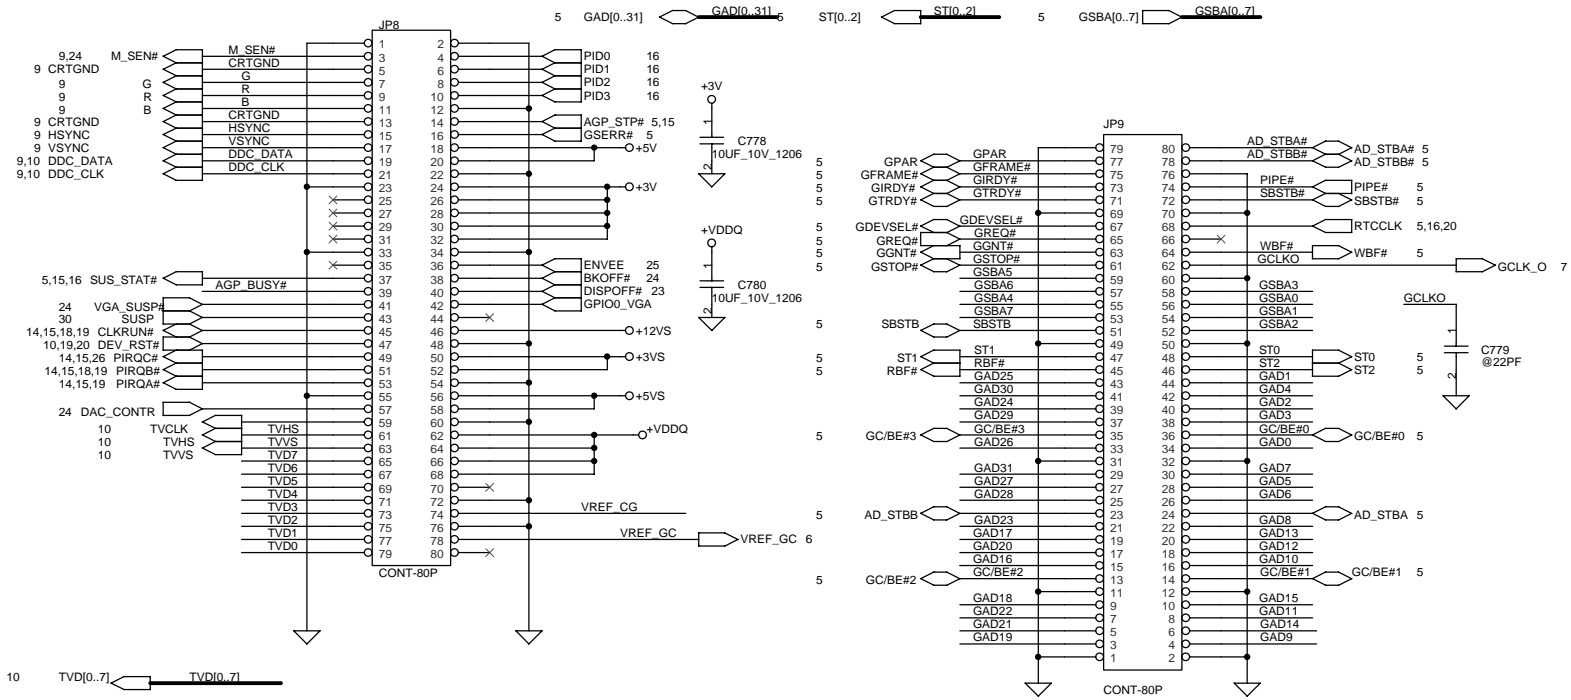 5 GAD[0..31] GAD[0..31] 5 ST[0..2] ST[0..2] 5 GSBA[0..7] GSBA[0..7]
JP8
1 2
9,24 M_SEN# M_SEN# 3 4 PID0 16
9 CRTGND CRTGND 5 6 PID1 16
9 G G 7 8 PID2 16
9 R R 9 10 PID3 16
9 B B 11 12
9 CRTGND CRTGND 13 14 AGP_STP# 5,15
9 HSYNC HSYNC 15 16 GSERR# 5
9 VSYNC VSYNC 17 18 +5V
9,10 DDC_DATA DDC_DATA 19 20
9,10 DDC_CLK DDC_CLK 21 22
23 24 +3V
25 26
27 28
29 30
31 32
33 34
35 36 ENVEE 25
5,15,16 SUS_STAT# 37 38 BKOFF# 24
AGP_BUSY# 39 40 DISPOFF# 23
24 VGA_SUSP# 41 42 GPIO0_VGA
30 SUSP 43 44
14,15,18,19 CLKRUN# 45 46 +12VS
10,19,20 DEV_RST# 47 48
14,15,26 PIRQC# 49 50 +3VS
14,15,18,19 PIRQB# 51 52
14,15,19 PIRQA# 53 54
55 56 +5VS
24 DAC_CONTR 57 58
10 TVCLK 59 60
10 TVHS TVHS 61 62 +VDDQ
10 TVVS TVVS 63 64
TVD7 65 66
TVD6 67 68
TVD5 69 70
TVD4 71 72
TVD3 73 74 VREF_CG
TVD2 75 76
TVD1 77 78 VREF_GC VREF_GC 6
TVD0 79 80
CONT-80P
+3V
1
C778
10UF_10V_1206
2
+VDDQ
1
C780
10UF_10V_1206
2
JP9
79 80 AD_STBA# AD_STBA# 5
5 GPAR GPAR 77 78 AD_STBB# AD_STBB# 5
5 GFRAME# GFRAME# 75 76
5 GIRDY# GIRDY# 73 74 PIPE# PIPE# 5
5 GTRDY# GTRDY# 71 72 SBSTB# SBSTB# 5
69 70
5 GDEVSEL# GDEVSEL# 67 68 RTCCLK 5,16,20
5 GREQ# GREQ# 65 66
5 GGNT# GGNT# 63 64 WBF# WBF# 5
5 GSTOP# GSTOP# 61 62 GCLKO GCLK_O 7
GSBA5 59 60
GSBA6 57 58 GSBA3
GSBA4 55 56 GSBA0
GSBA7 53 54 GSBA1
5 SBSTB SBSTB 51 52 GSBA2
49 50
5 ST1 ST1 47 48 ST0 ST0 5
5 RBF# RBF# 45 46 ST2 ST2 5
GAD25 43 44 GAD1
GAD30 41 42 GAD4
GAD24 39 40 GAD2
GAD29 37 38 GAD3
5 GC/BE#3 GC/BE#3 35 36 GC/BE#0 GC/BE#0 5
GAD26 33 34 GAD0
31 32
GAD31 29 30 GAD7
GAD27 27 28 GAD5
GAD28 25 26 GAD6
5 AD_STBB 23 24 AD_STBA 5
GAD23 21 22 GAD8
GAD17 19 20 GAD13
GAD20 17 18 GAD12
GAD16 15 16 GAD10
5 GC/BE#2 GC/BE#2 13 14 GC/BE#1 GC/BE#1 5
11 12
GAD18 9 10 GAD15
GAD22 7 8 GAD11
GAD21 5 6 GAD14
GAD19 3 4 GAD9
1 2
CONT-80P
GCLKO
1
C779
@22PF
2
10 TVD[0..7] TVD[0..7]